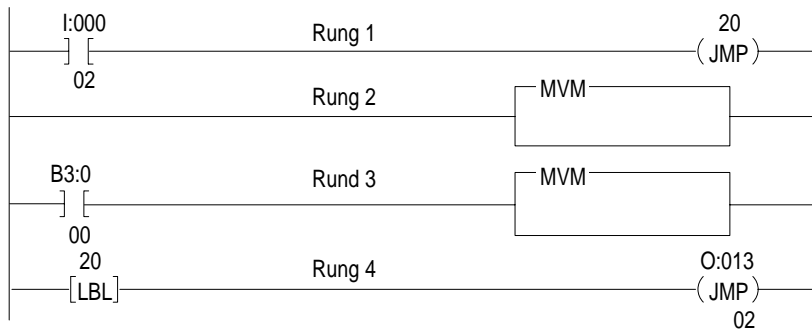 I:000
02
Rung 1
20
JMP
Rung 2
MVM
B3:0
00
Rund 3
MVM
20
LBL
Rung 4
O:013
JMP
02